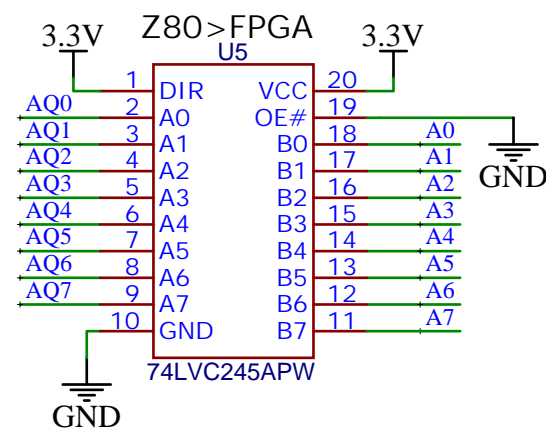 Z80>FPGA
3.3V U5 3.3V
1 DIR VCC 20
AQ0 2 A0 OE# 19
AQ1 3 A1 B0 18 A0
AQ2 4 A2 B1 17 A1
AQ3 5 A3 B2 16 A2
AQ4 6 A4 B3 15 A3
AQ5 7 A5 B4 14 A4
AQ6 8 A6 B5 13 A5
AQ7 9 A7 B6 12 A6
10 GND B7 11 A7
GND
74LVC245APW
GND